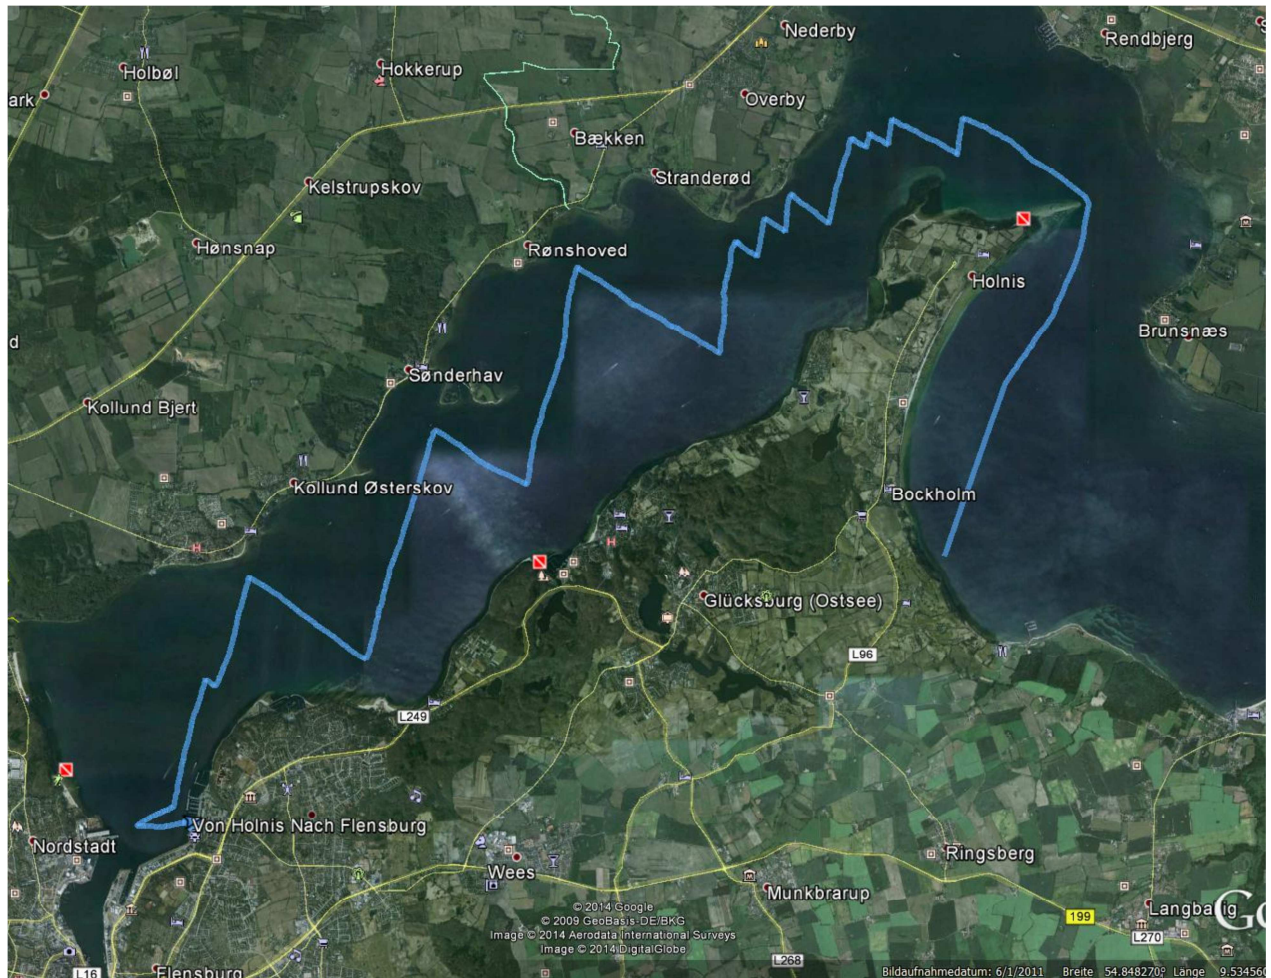 Nederby
Rendbjerg
Holbøl
Hokkerup
ark
Overby
Bækken
Stranderød
Kelstrupskov
Hønsnap
Rønshoved
Holnis
d
Brunsnæs
Sønderhav
Kollund Bjert
Kollund Østerskov
Bockholm
H
H
Glücksburg (Ostsee)
L96
L249
Von Holnis Nach Flensburg
Nordstadt
Wees
Ringsberg
Munkbrarup
199
Langballig
L270
Go
© 2014 Google
© 2009 GeoBasis-DE/BKG
Image © 2014 Aerodata International Surveys
Image © 2014 DigitalGlobe
L268
L16
Flensburg
Bildaufnahmedatum: 6/1/2011 Breite 54.848270° Länge 9.53456